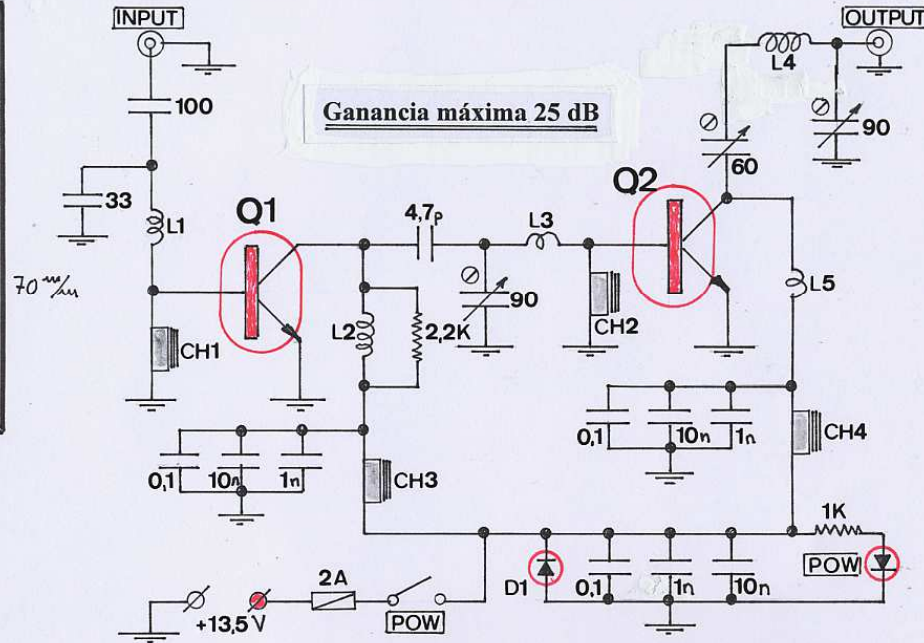 INPUT
OUTPUT
L4
100
Ganancia máxima 25 dB
90
60
33
Q1
Q2
L1
4,7p
L3
L5
70 m/m
90
CH1
L2
2,2K
CH2
0,1
10n
1n
CH3
0,1
10n
1n
CH4
1K
2A
D1
0,1
1n
10n
POW
+13,5V
POW